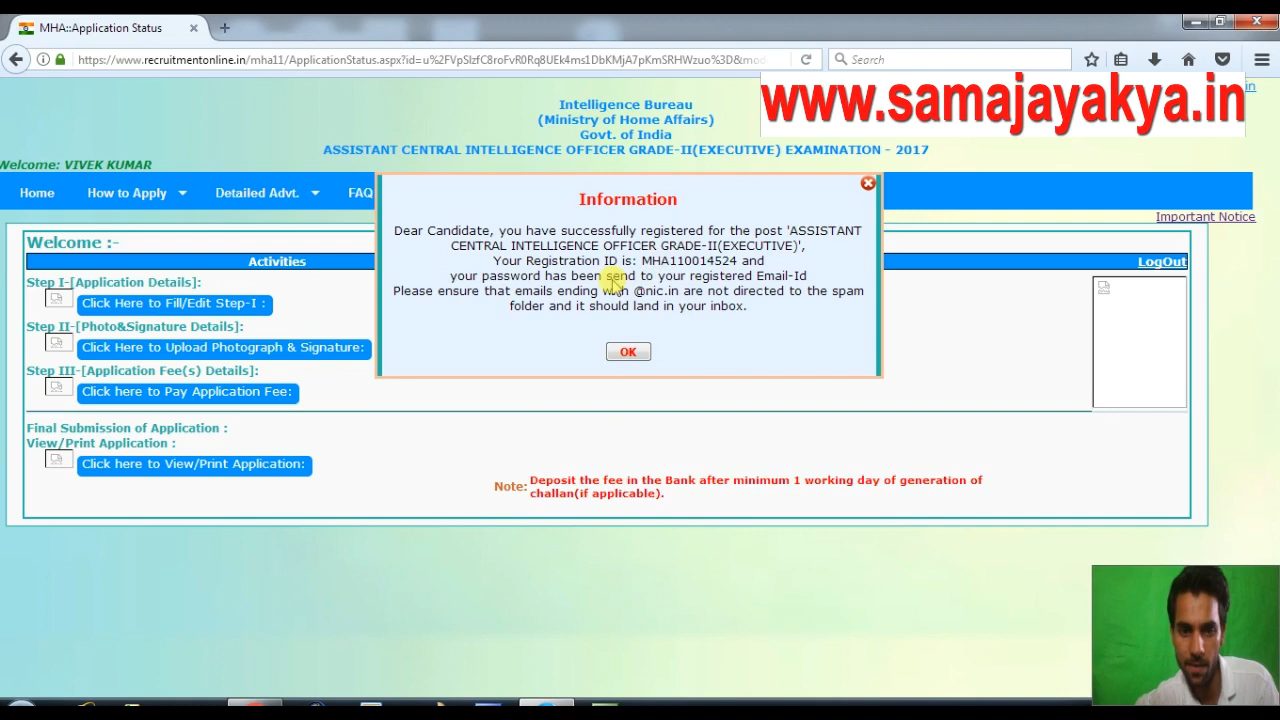 MHA::Application Status
https://www.recruitmentonline.in/mha11/ApplicationStatus.aspx?id=u%2FVpSlzfC8roFvR0Rq8UEk4ms1DbKMjA7pKmSRHWzuo%3D&mod
Search
www.samajayakya.in
in
Intelligence Bureau
(Ministry of Home Affairs)
Govt. of India
ASSISTANT CENTRAL INTELLIGENCE OFFICER GRADE-II(EXECUTIVE) EXAMINATION - 2017
Welcome: VIVEK KUMAR
Home How to Apply Detailed Advt. FAQ
Important Notice
Information
Dear Candidate, you have successfully registered for the post 'ASSISTANT
CENTRAL INTELLIGENCE OFFICER GRADE-II(EXECUTIVE)',
Your Registration ID is: MHA110014524 and
your password has been send to your registered Email-Id
Please ensure that emails ending with @nic.in are not directed to the spam
folder and it should land in your inbox.
OK
Welcome :-
Activities
LogOut
Step I-[Application Details]:
Click Here to Fill/Edit Step-I :
Step II-[Photo&Signature Details]:
Click Here to Upload Photograph & Signature:
Step III-[Application Fee(s) Details]:
Click here to Pay Application Fee:
Final Submission of Application :
View/Print Application :
Click here to View/Print Application:
Note: Deposit the fee in the Bank after minimum 1 working day of generation of
challan(if applicable).